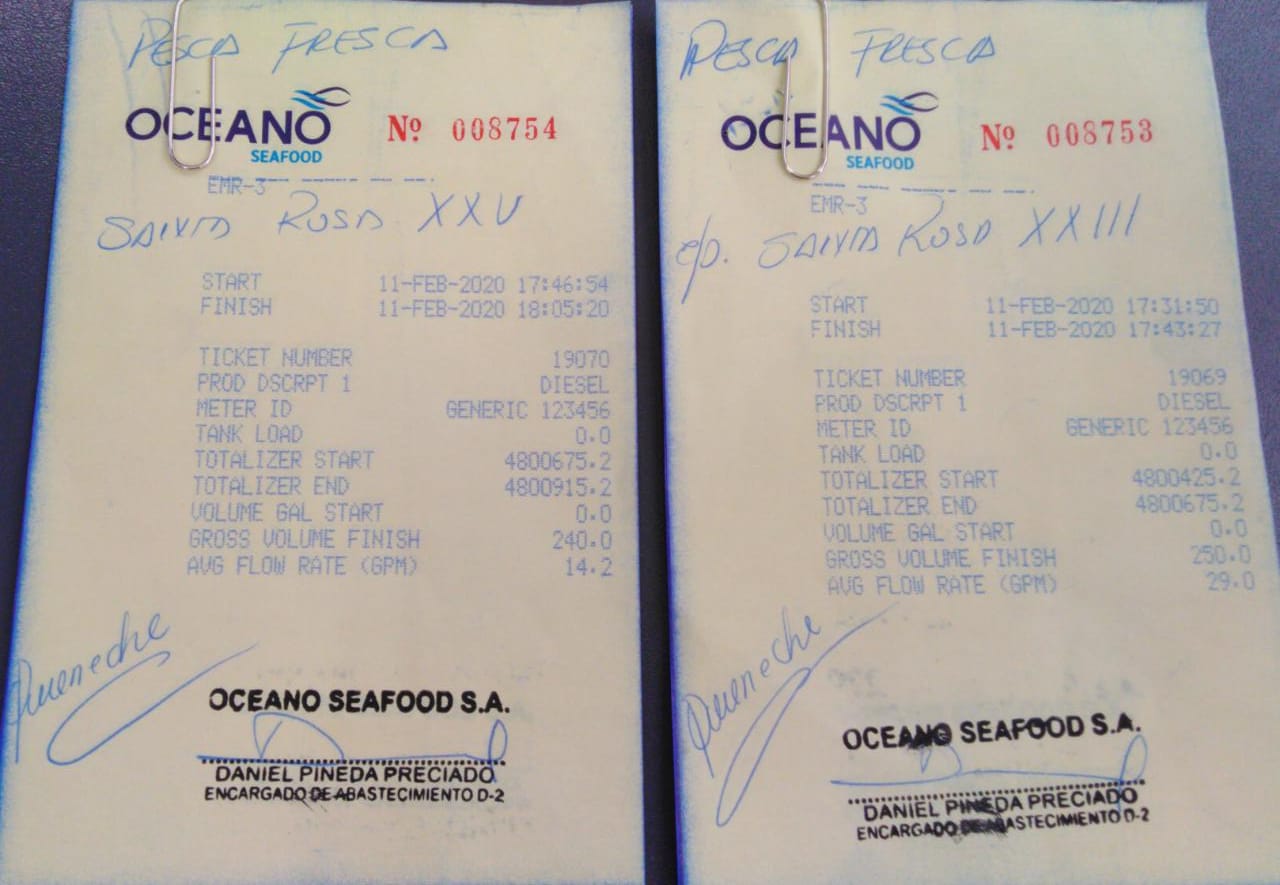 PESCA FRESCA
OCEANO
SEAFOOD
Nº 008754
EMR-3
SANTA ROSA XXV
START 11-FEB-2020 17:46:54
FINISH 11-FEB-2020 18:05:20
TICKET NUMBER 19070
PROD DSCRPT 1 DIESEL
METER ID GENERIC 123456
TANK LOAD 0.0
TOTALIZER START 4800675.2
TOTALIZER END 4800915.2
VOLUME GAL START 0.0
GROSS VOLUME FINISH 240.0
AVG FLOW RATE (GPM) 14.2
OCEANO SEAFOOD S.A.
DANIEL PINEDA PRECIADO
ENCARGADO DE ABASTECIMIENTO D-2
PESCA FRESCA
OCEANO
SEAFOOD
Nº 008753
EMR-3
e/p. SANTA ROSA XXIII
START 11-FEB-2020 17:31:50
FINISH 11-FEB-2020 17:43:27
TICKET NUMBER 19069
PROD DSCRPT 1 DIESEL
METER ID GENERIC 123456
TANK LOAD 0.0
TOTALIZER START 4800425.2
TOTALIZER END 4800675.2
VOLUME GAL START 0.0
GROSS VOLUME FINISH 250.0
AVG FLOW RATE (GPM) 29.0
OCEANO SEAFOOD S.A.
DANIEL PINEDA PRECIADO
ENCARGADO DE ABASTECIMIENTO D-2